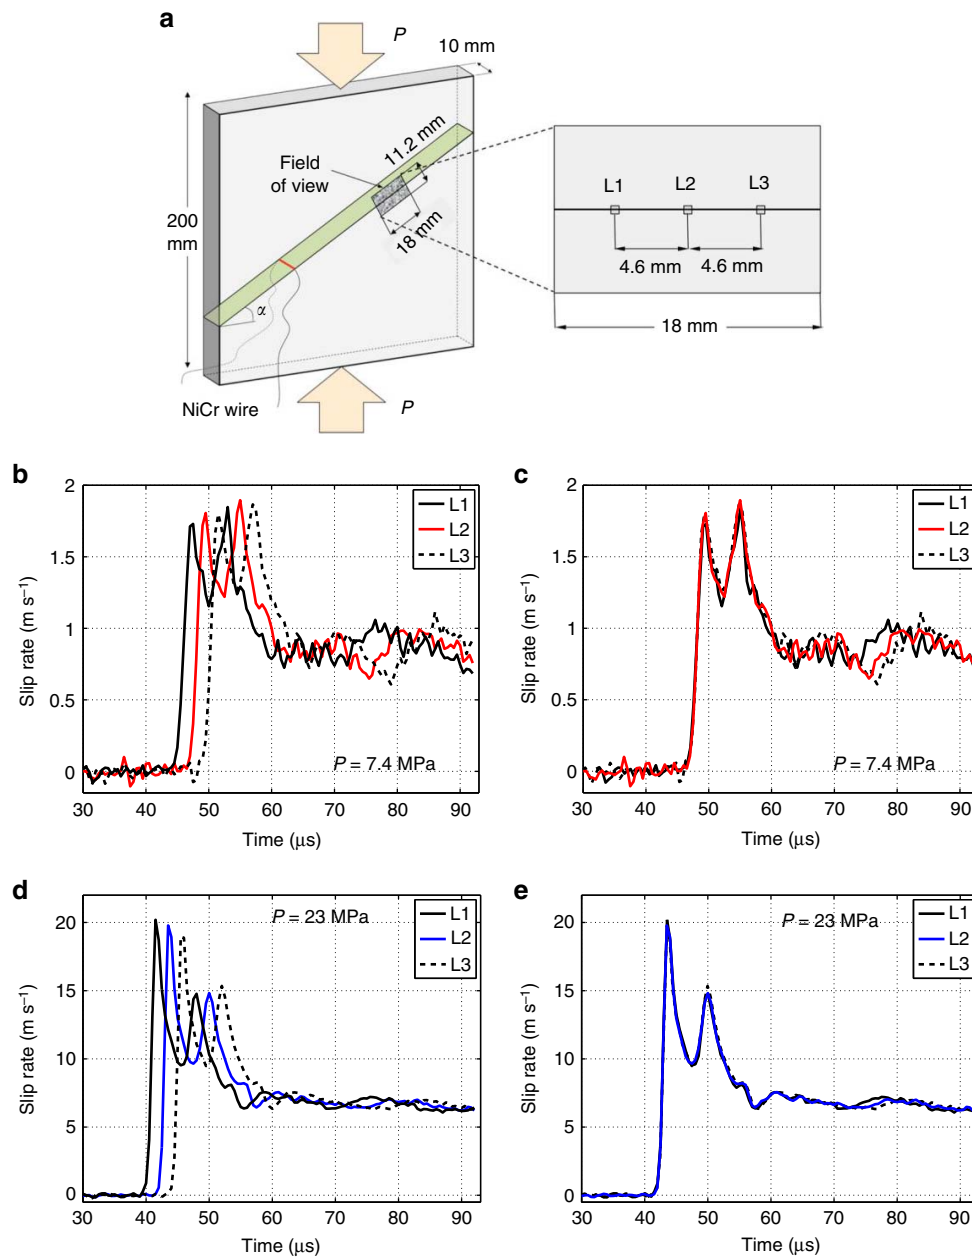 a
P
10 mm
11.2 mm
Field
of view
18 mm
200
mm
α
NiCr wire
P
L1 L2 L3
4.6 mm 4.6 mm
18 mm
b
2
1.5
1
0.5
0
Slip rate (m s⁻¹)
L1
L2
L3
P = 7.4 MPa
30 40 50 60 70 80 90
Time (μs)
c
2
1.5
1
0.5
0
Slip rate (m s⁻¹)
L1
L2
L3
P = 7.4 MPa
30 40 50 60 70 80 90
Time (μs)
d
20
15
10
5
0
Slip rate (m s⁻¹)
P = 23 MPa
L1
L2
L3
30 40 50 60 70 80 90
Time (μs)
e
20
15
10
5
0
Slip rate (m s⁻¹)
P = 23 MPa
L1
L2
L3
30 40 50 60 70 80 90
Time (μs)